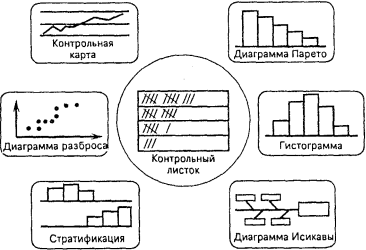 Контрольная
карта
Диаграмма Парето
Диаграмма разброса
Контрольный
листок
Гистограмма
Стратификация
Диаграмма Исикавы